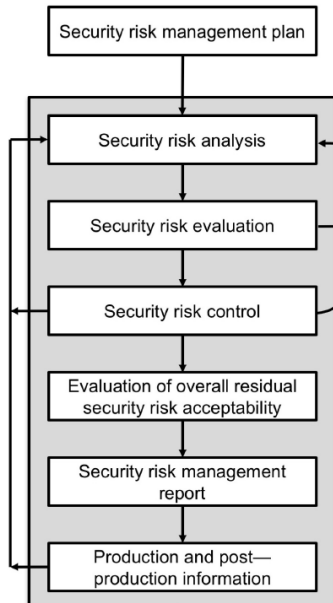 Security risk management plan
Security risk analysis
Security risk evaluation
Security risk control
Evaluation of overall residual
security risk acceptability
Security risk management
report
Production and post—
production information